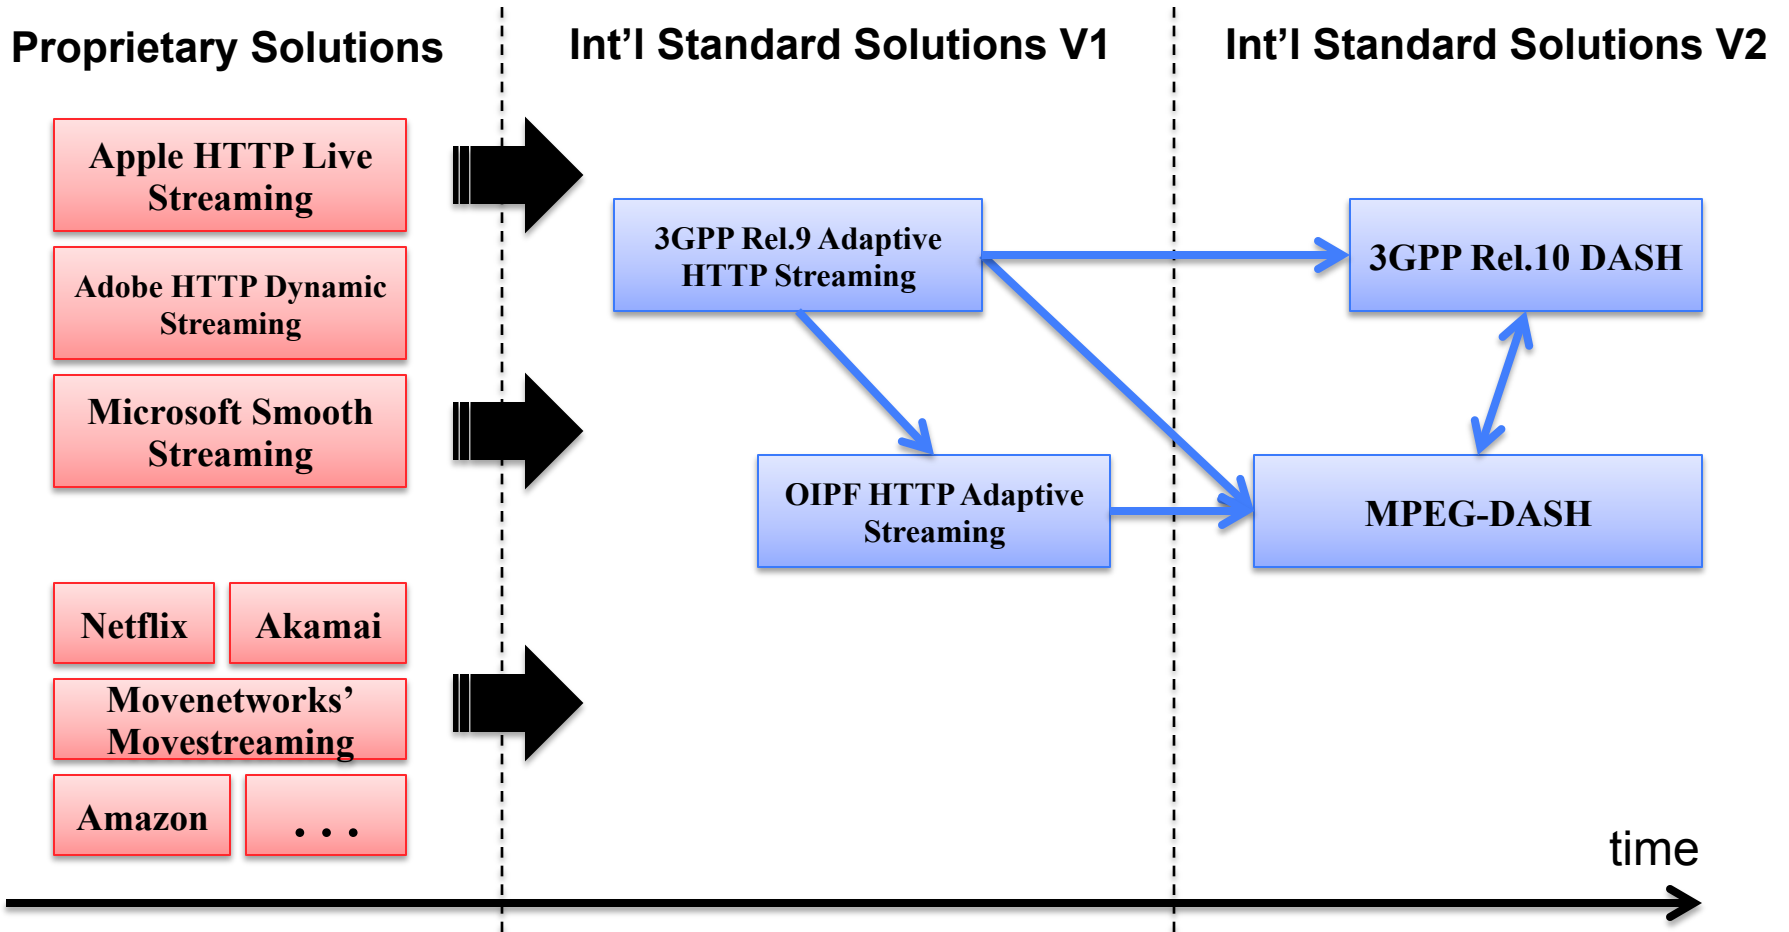 Proprietary Solutions
Int'l Standard Solutions V1
Int'l Standard Solutions V2
Apple HTTP Live
Streaming
Adobe HTTP Dynamic
Streaming
Microsoft Smooth
Streaming
Netflix
Akamai
Movenetworks’
Movestreaming
Amazon
. . .
3GPP Rel.9 Adaptive
HTTP Streaming
OIPF HTTP Adaptive
Streaming
3GPP Rel.10 DASH
MPEG-DASH
time